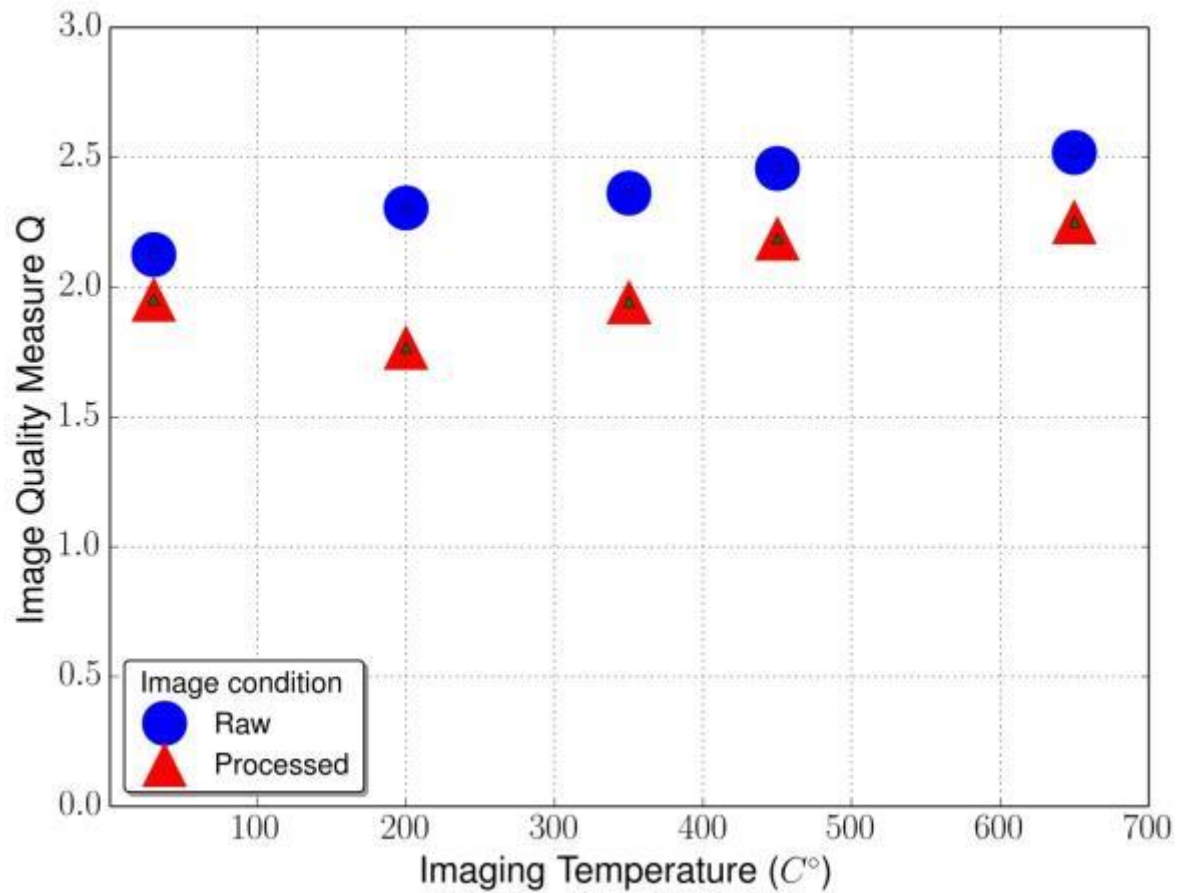 3.0
2.5
2.0
1.5
1.0
0.5
0.0
Image Quality Measure Q
Image condition
Raw
Processed
100 200 300 400 500 600 700
Imaging Temperature (C°)